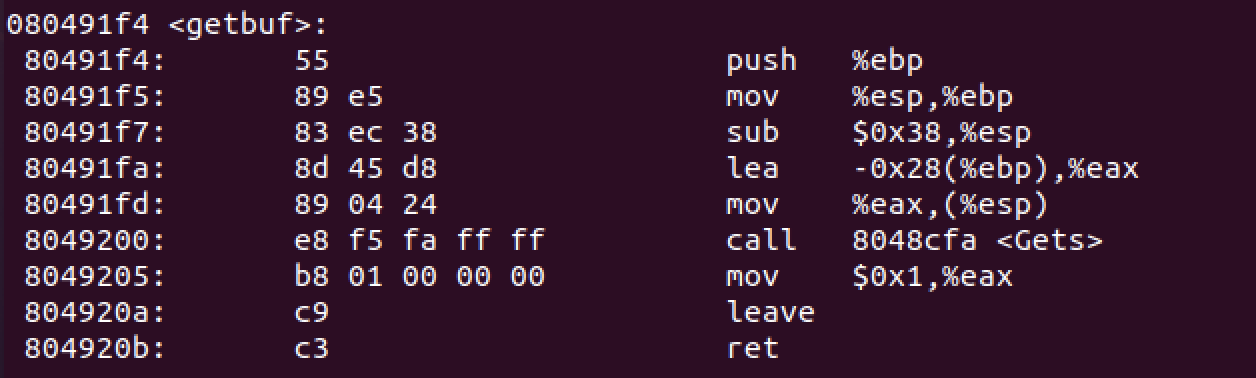 080491f4 <getbuf>:
80491f4: 55 push %ebp
80491f5: 89 e5 mov %esp,%ebp
80491f7: 83 ec 38 sub $0x38,%esp
80491fa: 8d 45 d8 lea -0x28(%ebp),%eax
80491fd: 89 04 24 mov %eax,(%esp)
8049200: e8 f5 fa ff ff call 8048cfa <Gets>
8049205: b8 01 00 00 00 mov $0x1,%eax
804920a: c9 leave
804920b: c3 ret